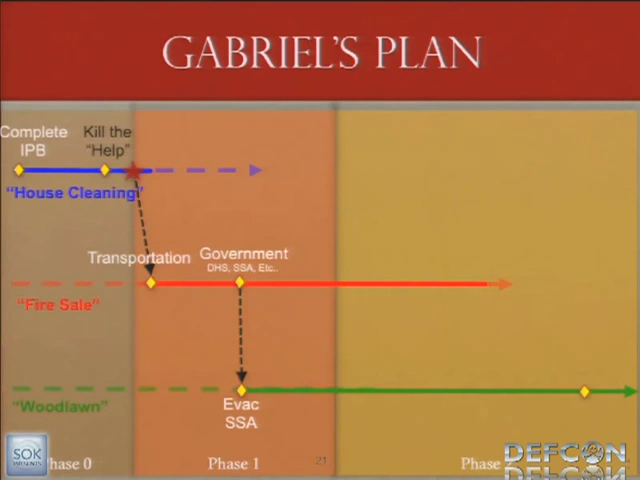 GABRIEL'S PLAN
Complete
IPB
Kill the
"Help"
"House Cleaning"
Transportation
Government
DHS, SSA, Etc..
"Fire Sale"
"Woodlawn"
Evac
SSA
SOK
hase 0
Phase 1
21
Phase
DEFCON